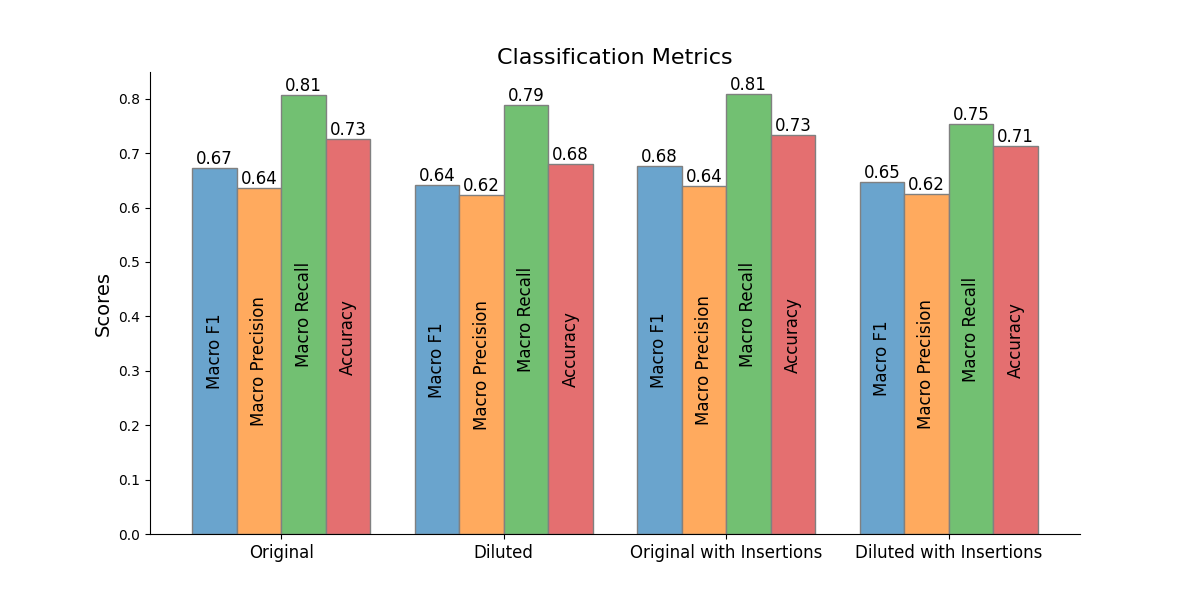 Classification Metrics
Scores
0.8
0.7
0.6
0.5
0.4
0.3
0.2
0.1
0.0
0.67
0.64
0.81
0.73
0.64
0.62
0.79
0.68
0.68
0.64
0.81
0.73
0.65
0.62
0.75
0.71
Macro F1
Macro Precision
Macro Recall
Accuracy
Macro F1
Macro Precision
Macro Recall
Accuracy
Macro F1
Macro Precision
Macro Recall
Accuracy
Macro F1
Macro Precision
Macro Recall
Accuracy
Original
Diluted
Original with Insertions
Diluted with Insertions